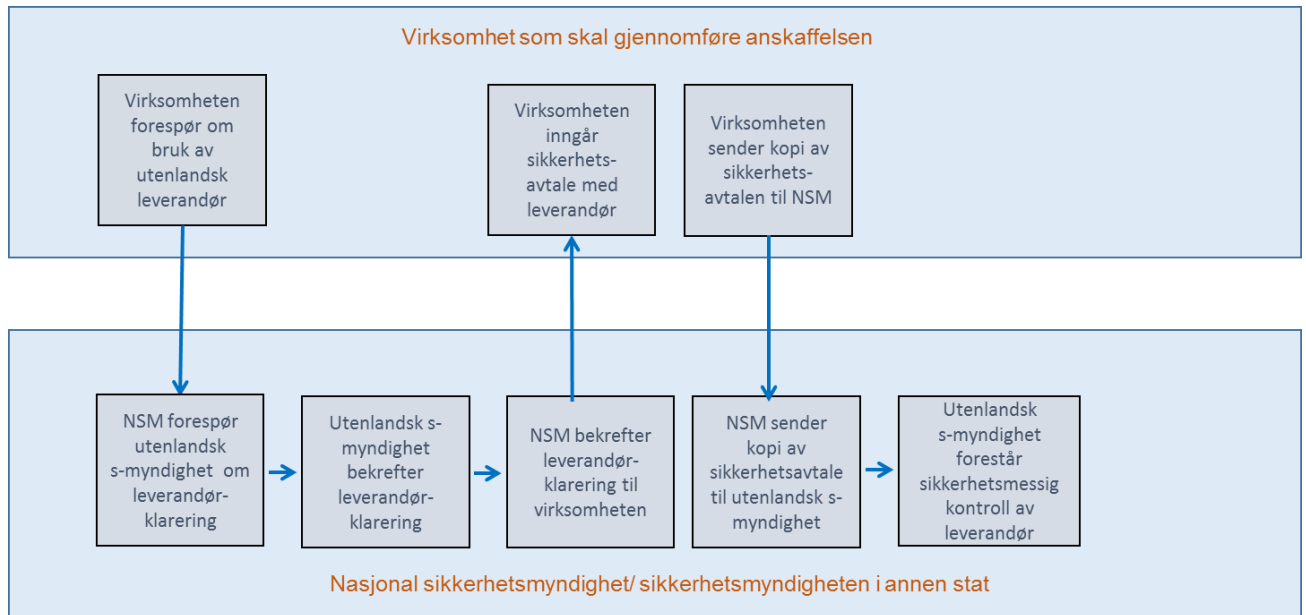 Virksomhet som skal gjennomføre anskaffelsen
Virksomheten
forespør om
bruk av
utenlandsk
leverandør
Virksomheten
inngår
sikkerhets-
avtale med
leverandør
Virksomheten
sender kopi av
sikkerhets-
avtalen til NSM
NSM forespør
utenlandsk
s-myndighet om
leverandør-
klarering
Utenlandsk s-
myndighet
bekrefter
leverandør-
klarering
NSM bekrefter
leverandør-
klarering til
virksomheten
NSM sender
kopi av
sikkerhetsavtale
til utenlandsk s-
myndighet
Utenlandsk
s-myndighet
forestår
sikkerhetsmessig
kontroll av
leverandør
Nasjonal sikkerhetsmyndighet/ sikkerhetsmyndigheten i annen stat